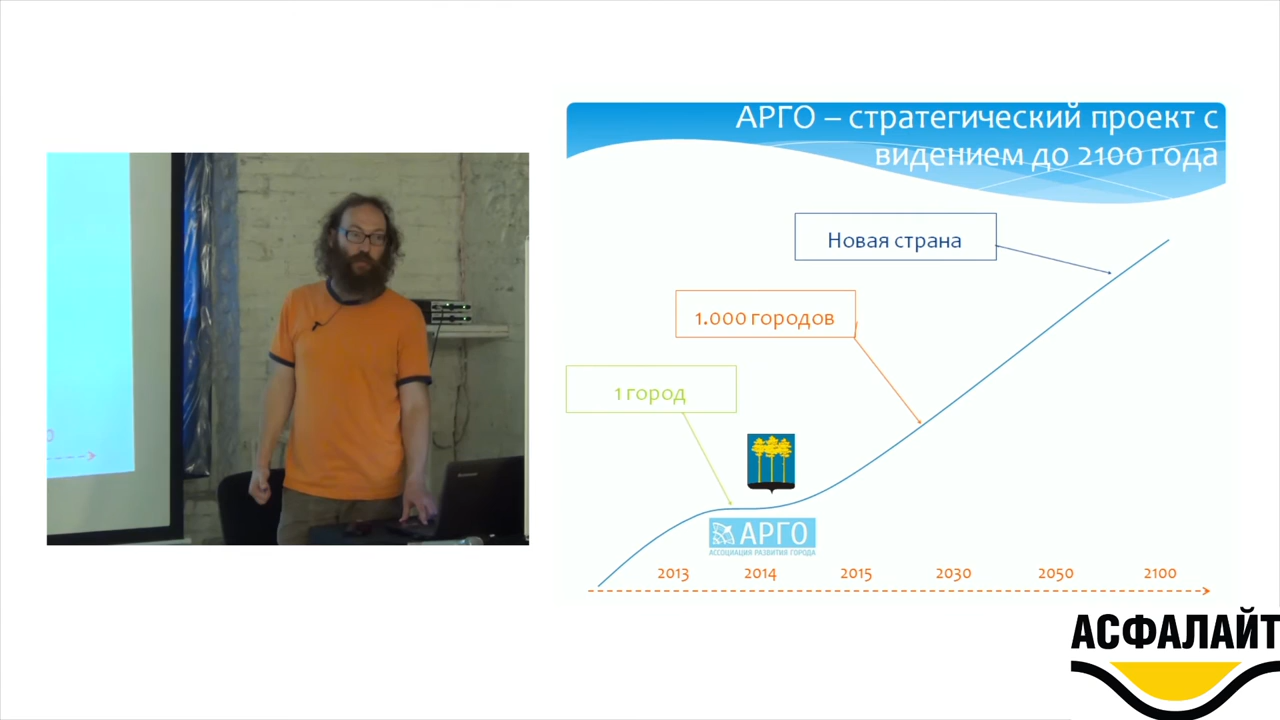 АРГО – стратегический проект с
видением до 2100 года
Новая страна
1.000 городов
1 город
АРГО
АССОЦИАЦИЯ РАЗВИТИЯ ГОРОДА
2013 2014 2015 2030 2050 2100
АСФАЛАЙТ